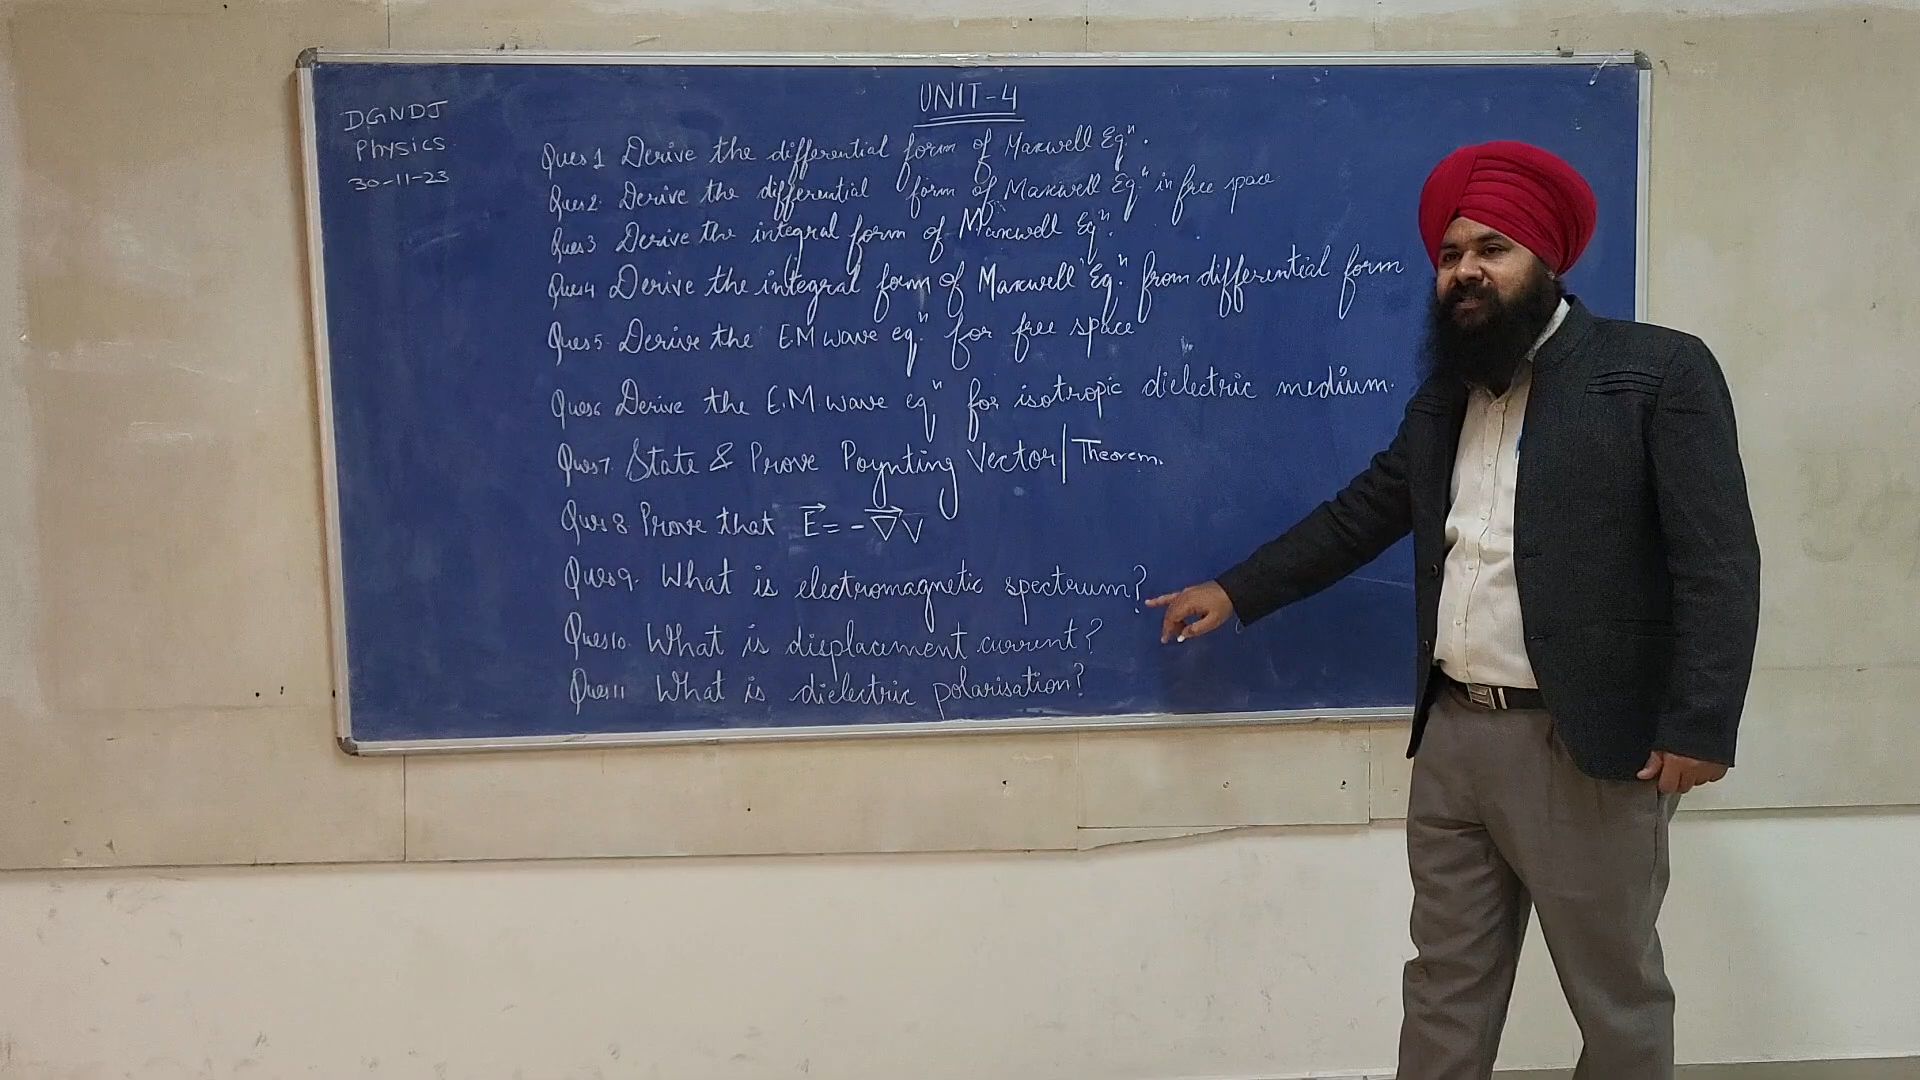 UNIT-4
DGNDJ
Physics
30-11-23
Ques 1 Derive the differential form of Maxwell Eqⁿ.
Ques 2. Derive the differential form of Maxwell Eqⁿ in free space
Ques 3 Derive the integral form of Maxwell Eqⁿ.
Ques 4 Derive the integral form of Maxwell Eqⁿ. from differential form
Ques 5. Derive the E.M wave eqⁿ for free space
Ques 6 Derive the E.M. wave eqⁿ for isotropic dielectric medium.
Ques 7. State & Prove Poynting Vector/Theorem.
Ques 8. Prove that E⃗ = -∇⃗V
Ques 9. What is electromagnetic spectrum?
Ques 10. What is displacement current?
Ques 11 What is dielectric polarisation?